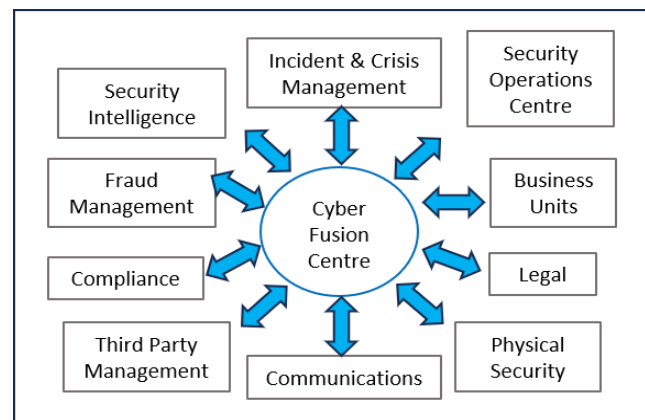 Incident & Crisis
Management
Security
Operations
Centre
Security
Intelligence
Fraud
Management
Cyber
Fusion
Centre
Business
Units
Compliance
Legal
Third Party
Management
Communications
Physical
Security